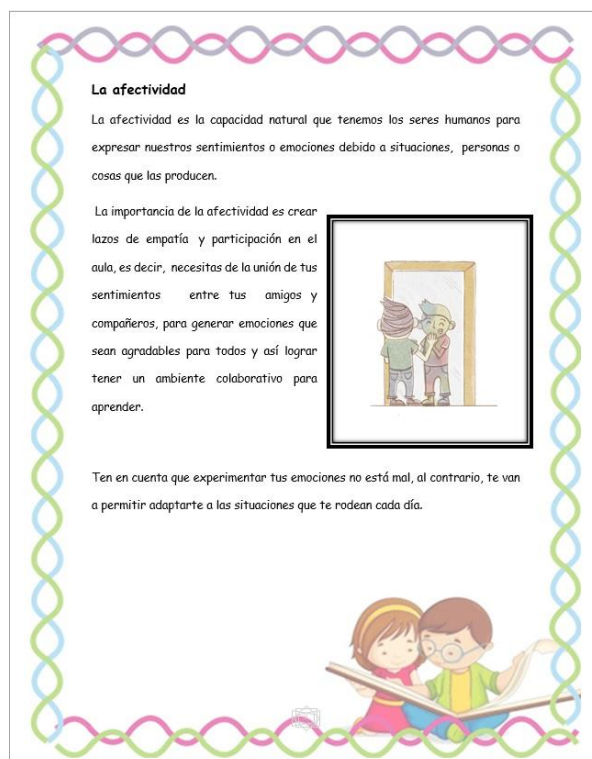 La afectividad
La afectividad es la capacidad natural que tenemos los seres humanos para
expresar nuestros sentimientos o emociones debido a situaciones, personas o
cosas que las producen.
La importancia de la afectividad es crear
lazos de empatía y participación en el
aula, es decir, necesitas de la unión de tus
sentimientos entre tus amigos y
compañeros, para generar emociones que
sean agradables para todos y así lograr
tener un ambiente colaborativo para
aprender.
Ten en cuenta que experimentar tus emociones no está mal, al contrario, te van
a permitir adaptarte a las situaciones que te rodean cada día.